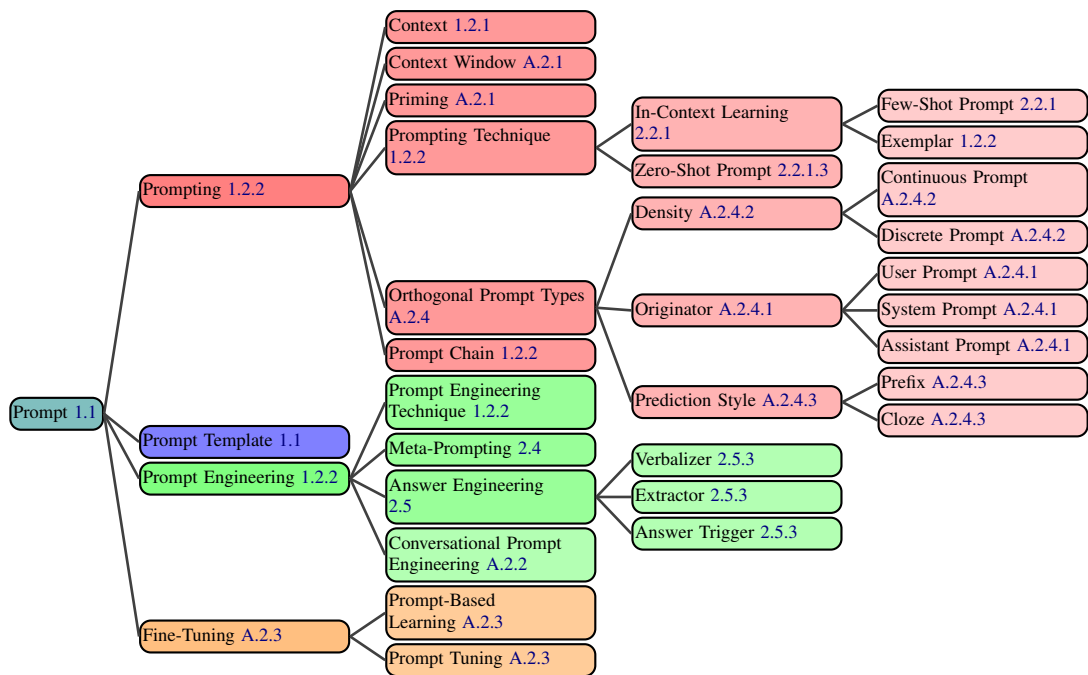 Prompt 1.1
Prompting 1.2.2
Context 1.2.1
Context Window A.2.1
Priming A.2.1
Prompting Technique
1.2.2
In-Context Learning
2.2.1
Few-Shot Prompt 2.2.1
Exemplar 1.2.2
Zero-Shot Prompt 2.2.1.3
Orthogonal Prompt Types
A.2.4
Density A.2.4.2
Continuous Prompt
A.2.4.2
Discrete Prompt A.2.4.2
Originator A.2.4.1
User Prompt A.2.4.1
System Prompt A.2.4.1
Assistant Prompt A.2.4.1
Prediction Style A.2.4.3
Prefix A.2.4.3
Cloze A.2.4.3
Prompt Chain 1.2.2
Prompt Template 1.1
Prompt Engineering 1.2.2
Prompt Engineering
Technique 1.2.2
Meta-Prompting 2.4
Answer Engineering
2.5
Verbalizer 2.5.3
Extractor 2.5.3
Answer Trigger 2.5.3
Conversational Prompt
Engineering A.2.2
Fine-Tuning A.2.3
Prompt-Based
Learning A.2.3
Prompt Tuning A.2.3